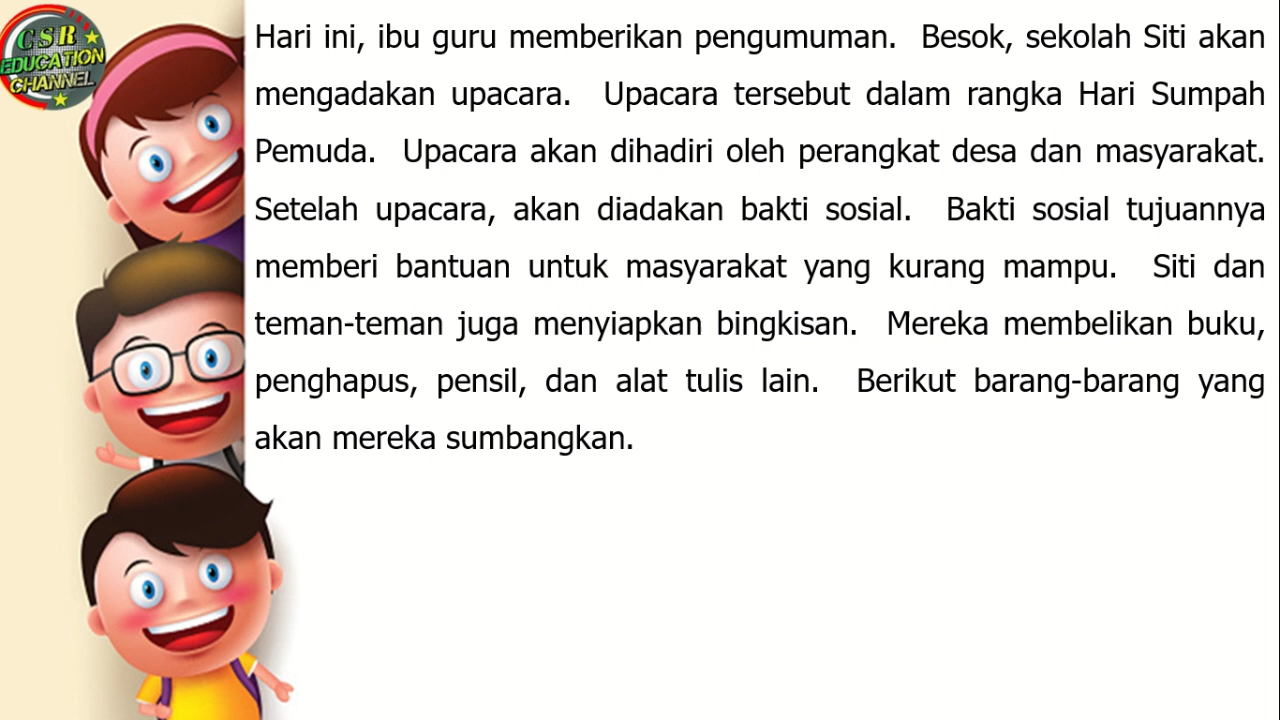 CSR
EDUCATION
CHANNEL
Hari ini, ibu guru memberikan pengumuman. Besok, sekolah Siti akan
mengadakan upacara. Upacara tersebut dalam rangka Hari Sumpah
Pemuda. Upacara akan dihadiri oleh perangkat desa dan masyarakat.
Setelah upacara, akan diadakan bakti sosial. Bakti sosial tujuannya
memberi bantuan untuk masyarakat yang kurang mampu. Siti dan
teman-teman juga menyiapkan bingkisan. Mereka membelikan buku,
penghapus, pensil, dan alat tulis lain. Berikut barang-barang yang
akan mereka sumbangkan.